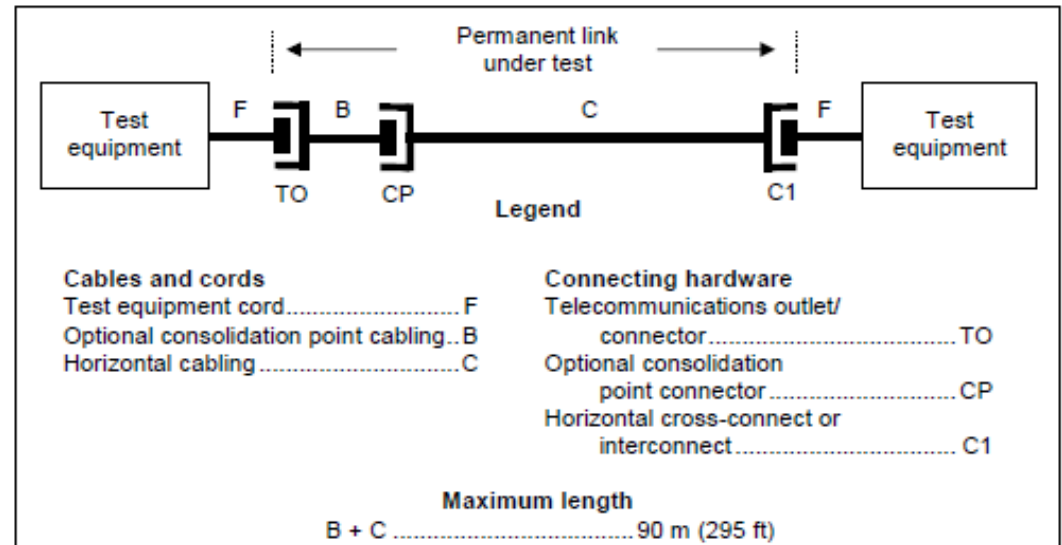 Permanent link
under test
F B C F
Test
equipment
Test
equipment
TO CP C1
Legend
Cables and cords
Test equipment cord............................. F
Optional consolidation point cabling.. B
Horizontal cabling ................................. C
Connecting hardware
Telecommunications outlet/
connector..................................... TO
Optional consolidation
point connector............................ CP
Horizontal cross-connect or
interconnect................................. C1
Maximum length
B + C .................................... 90 m (295 ft)